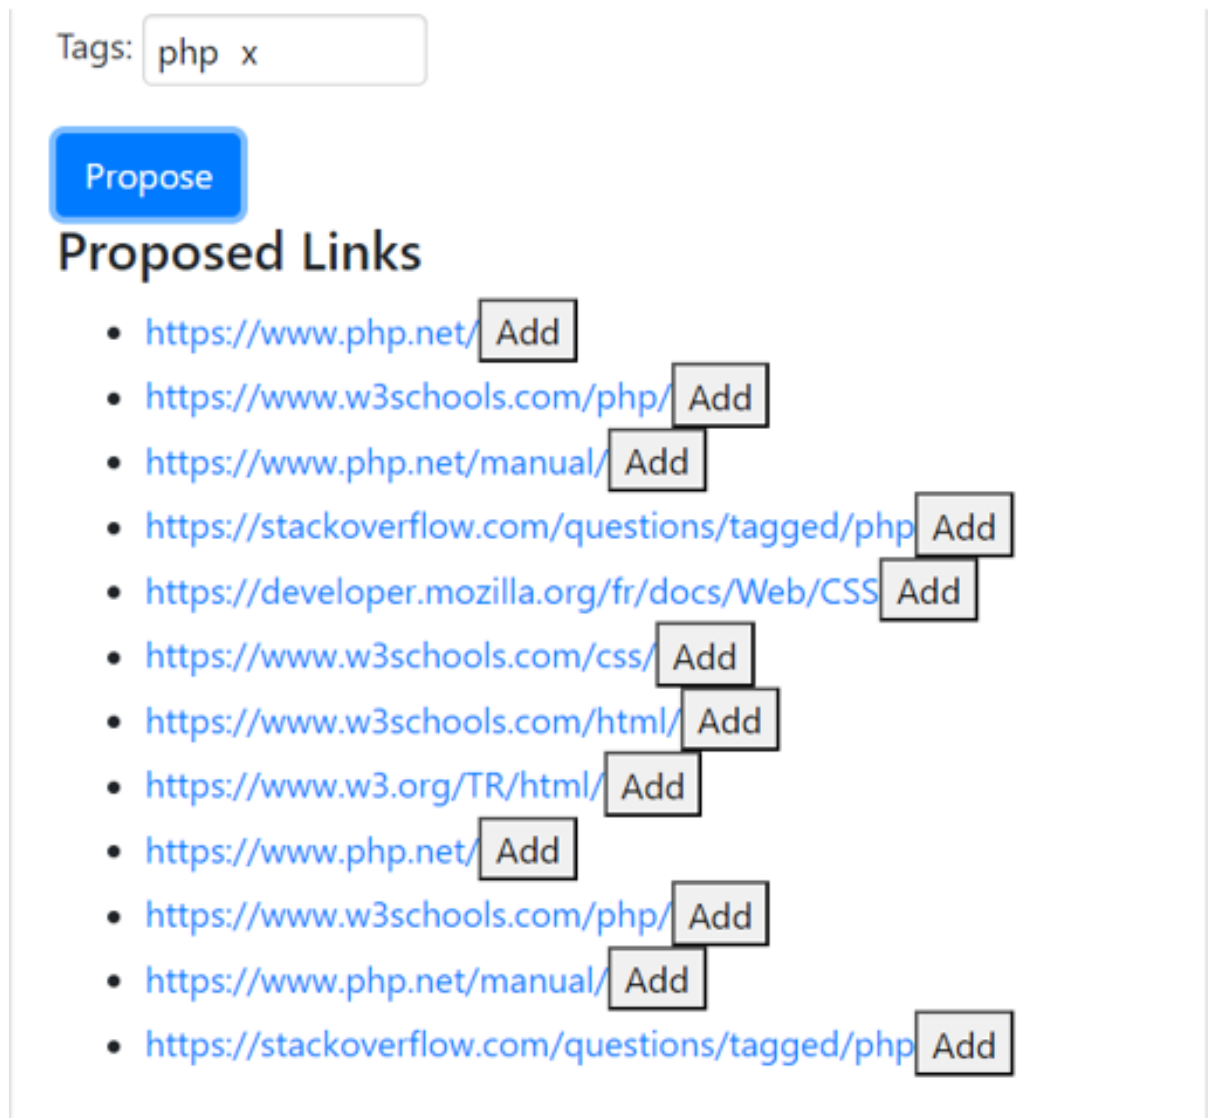 Tags: php x
Propose
Proposed Links
https://www.php.net/ Add
https://www.w3schools.com/php/ Add
https://www.php.net/manual/ Add
https://stackoverflow.com/questions/tagged/php Add
https://developer.mozilla.org/fr/docs/Web/CSS Add
https://www.w3schools.com/css/ Add
https://www.w3schools.com/html/ Add
https://www.w3.org/TR/html/ Add
https://www.php.net/ Add
https://www.w3schools.com/php/ Add
https://www.php.net/manual/ Add
https://stackoverflow.com/questions/tagged/php Add